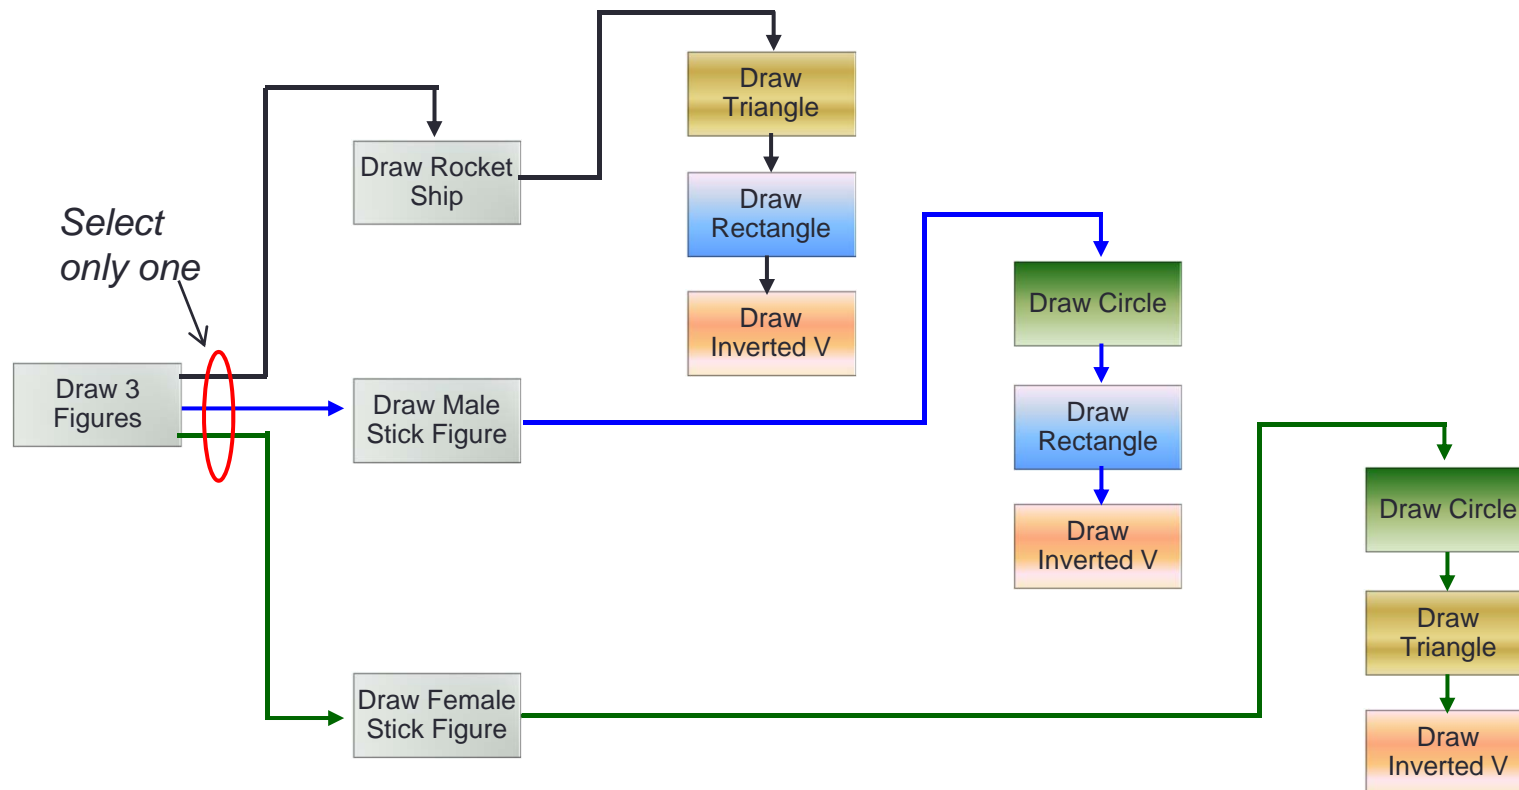 Draw
Triangle
Draw Rocket
Ship
Draw
Rectangle
Select
only one
Draw
Inverted V
Draw Circle
Draw 3
Figures
Draw Male
Stick Figure
Draw
Rectangle
Draw
Inverted V
Draw Circle
Draw
Triangle
Draw Female
Stick Figure
Draw
Inverted V